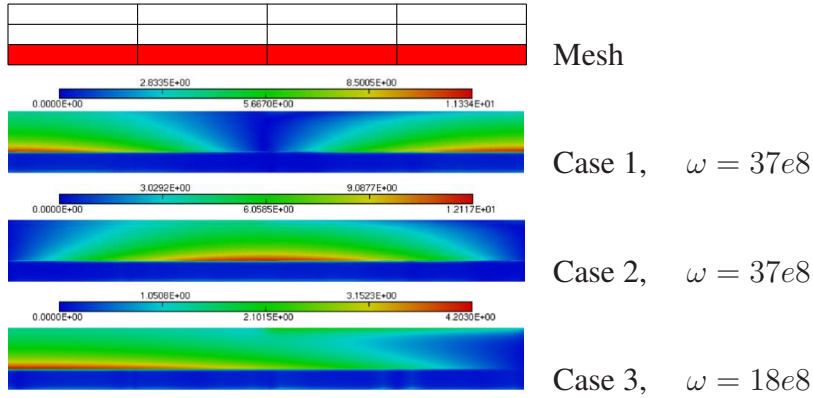 Mesh
2.8335E+00 8.5005E+00
0.0000E+00 5.6670E+00 1.1334E+01
Case 1, ω = 37e8
3.0292E+00 9.0877E+00
0.0000E+00 6.0585E+00 1.2117E+01
Case 2, ω = 37e8
1.0508E+00 3.1523E+00
0.0000E+00 2.1015E+00 4.2030E+00
Case 3, ω = 18e8